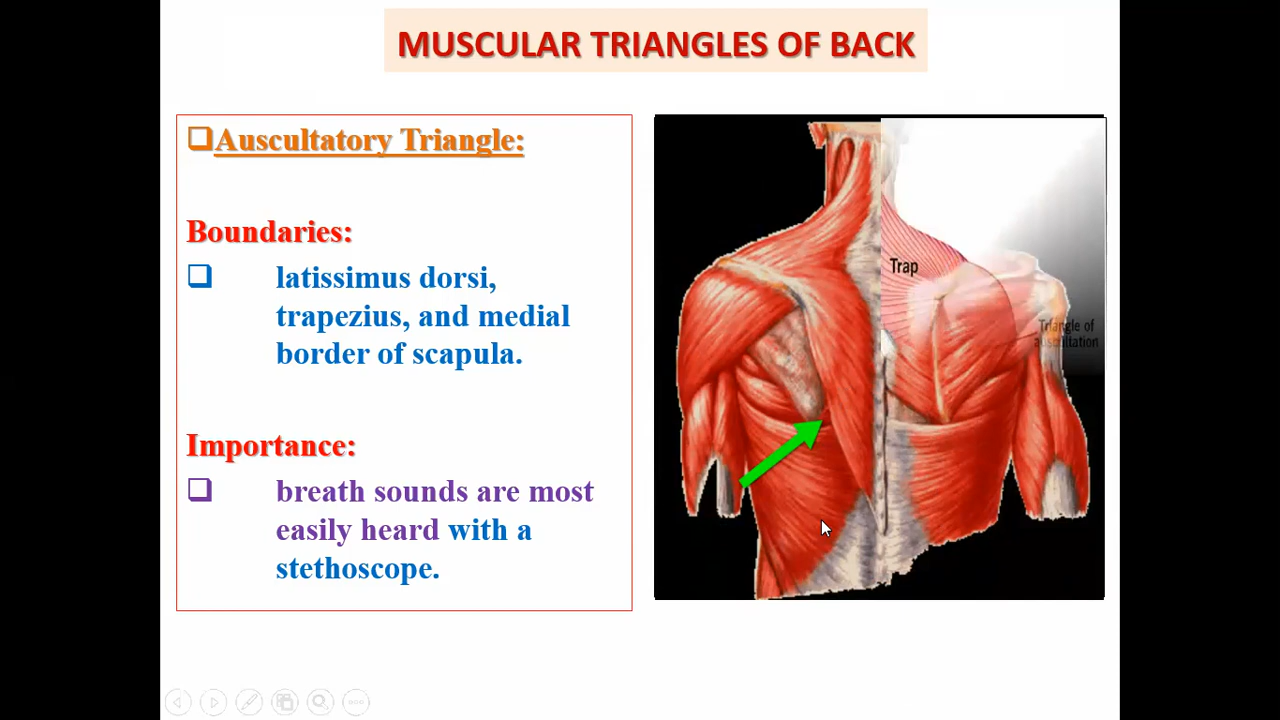 MUSCULAR TRIANGLES OF BACK
Auscultatory Triangle:
Boundaries:
latissimus dorsi,
trapezius, and medial
border of scapula.
Importance:
breath sounds are most
easily heard with a
stethoscope.
Trap
Triangle of
auscultation